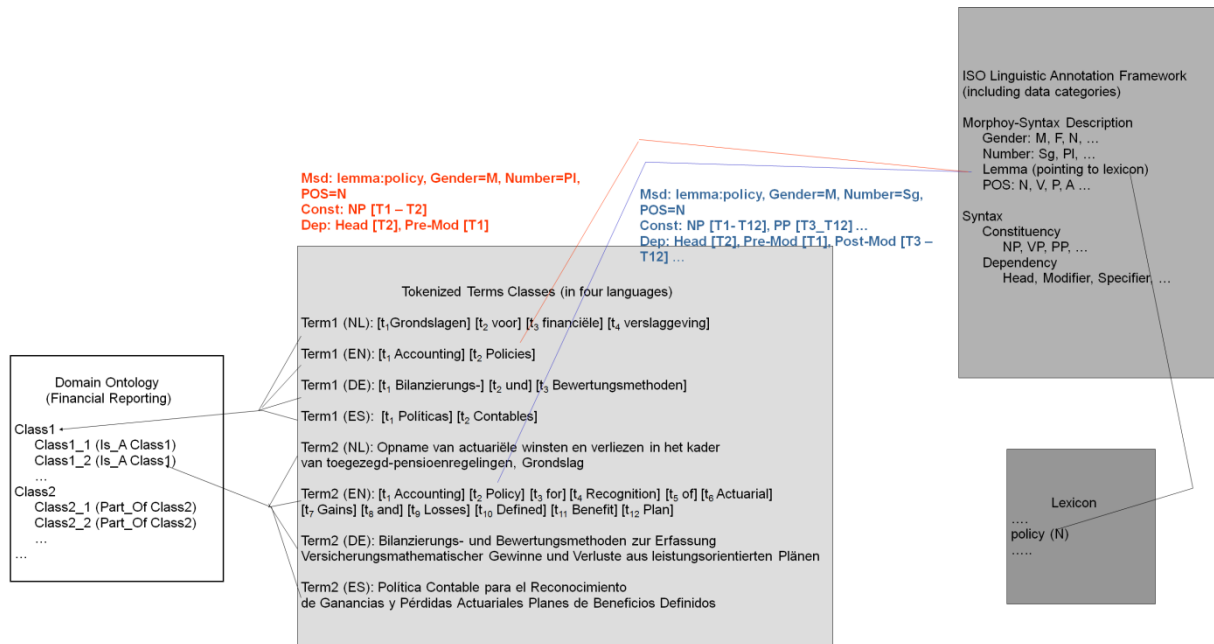 ISO Linguistic Annotation Framework
(including data categories)
Morphoy-Syntax Description
Gender: M, F, N, …
Number: Sg, Pl, …
Lemma (pointing to lexicon)
POS: N, V, P, A …
Syntax
Constituency
NP, VP, PP, …
Dependency
Head, Modifier, Specifier, …
Msd: lemma:policy, Gender=M, Number=Pl,
POS=N
Const: NP [T1 – T2]
Dep: Head [T2], Pre-Mod [T1]
Msd: lemma:policy, Gender=M, Number=Sg,
POS=N
Const: NP [T1- T12], PP [T3_T12] …
Dep: Head [T2], Pre-Mod [T1], Post-Mod [T3 –
T12] …
Tokenized Terms Classes (in four languages)
Term1 (NL): [t₁Grondslagen] [t₂ voor] [t₃ financiële] [t₄ verslaggeving]
Term1 (EN): [t₁ Accounting] [t₂ Policies]
Term1 (DE): [t₁ Bilanzierungs-] [t₂ und] [t₃ Bewertungsmethoden]
Term1 (ES): [t₁ Políticas] [t₂ Contables]
Term2 (NL): Opname van actuariële winsten en verliezen in het kader
van toegezegd-pensioenregelingen, Grondslag
Term2 (EN): [t₁ Accounting] [t₂ Policy] [t₃ for] [t₄ Recognition] [t₅ of] [t₆ Actuarial]
[t₇ Gains] [t₈ and] [t₉ Losses] [t₁₀ Defined] [t₁₁ Benefit] [t₁₂ Plan]
Term2 (DE): Bilanzierungs- und Bewertungsmethoden zur Erfassung
Versicherungsmathematischer Gewinne und Verluste aus leistungsorientierten Plänen
Term2 (ES): Política Contable para el Reconocimiento
de Ganancias y Pérdidas Actuariales Planes de Beneficios Definidos
Domain Ontology
(Financial Reporting)
Class1
Class1_1 (Is_A Class1)
Class1_2 (Is_A Class1)
…
Class2
Class2_1 (Part_Of Class2)
Class2_2 (Part_Of Class2)
…
…
Lexicon
….
policy (N)
…..